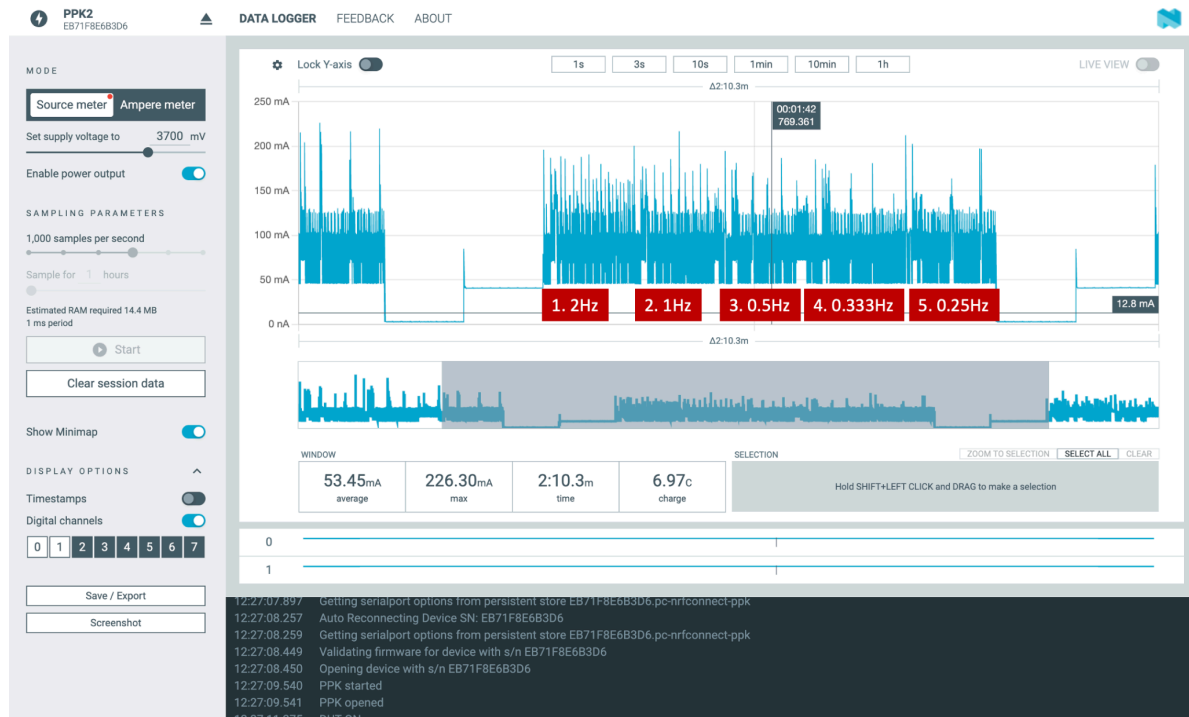 PPK2
EB71F8E6B3D6
DATA LOGGER FEEDBACK ABOUT
MODE
Source meter Ampere meter
Set supply voltage to 3700 mV
Enable power output
SAMPLING PARAMETERS
1,000 samples per second
Sample for 1 hours
Estimated RAM required 14.4 MB
1 ms period
Start
Clear session data
Show Minimap
DISPLAY OPTIONS
Timestamps
Digital channels
0 1 2 3 4 5 6 7
Save / Export
Screenshot
Lock Y-axis 1s 3s 10s 1min 10min 1h LIVE VIEW
Δ2:10.3m
250 mA
00:01:42
769.361
200 mA
150 mA
100 mA
50 mA
1. 2Hz 2. 1Hz 3. 0.5Hz 4. 0.333Hz 5. 0.25Hz
12.8 mA
0 nA
Δ2:10.3m
WINDOW
53.45mA
average
226.30mA
max
2:10.3m
time
6.97c
charge
SELECTION ZOOM TO SELECTION SELECT ALL CLEAR
Hold SHIFT+LEFT CLICK and DRAG to make a selection
0
1
12:27:07.897 Getting serialport options from persistent store EB71F8E6B3D6.pc-nrfconnect-ppk
12:27:08.257 Auto Reconnecting Device SN: EB71F8E6B3D6
12:27:08.259 Getting serialport options from persistent store EB71F8E6B3D6.pc-nrfconnect-ppk
12:27:08.449 Validating firmware for device with s/n EB71F8E6B3D6
12:27:08.450 Opening device with s/n EB71F8E6B3D6
12:27:09.540 PPK started
12:27:09.541 PPK opened